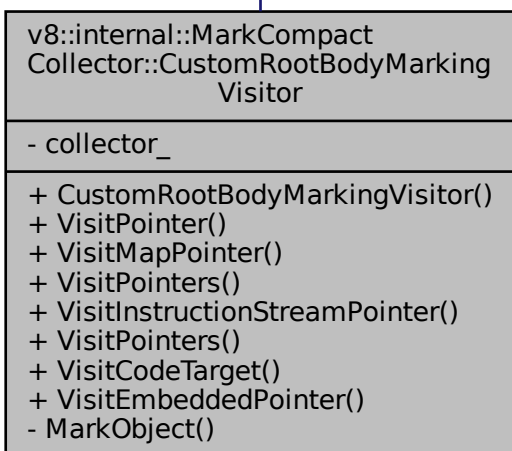 v8::internal::MarkCompact
Collector::CustomRootBodyMarking
Visitor
- collector_
+ CustomRootBodyMarkingVisitor()
+ VisitPointer()
+ VisitMapPointer()
+ VisitPointers()
+ VisitInstructionStreamPointer()
+ VisitPointers()
+ VisitCodeTarget()
+ VisitEmbeddedPointer()
- MarkObject()